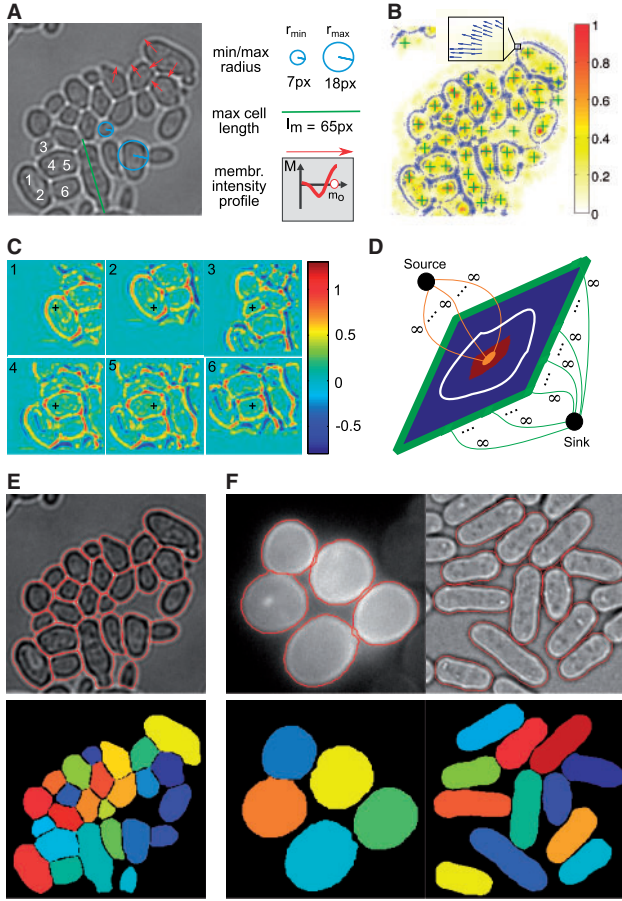 A
r_min r_max
min/max
radius
7px 18px
max cell
length
l_m = 65px
membr.
intensity
profile
M
m_o
3
4 5
1
2 6
B
1
0.8
0.6
0.4
0.2
0
C
1 2 3
4 5 6
1
0.5
0
-0.5
D
Source
∞
∞
∞
∞
∞
∞
∞
∞
Sink
E
F